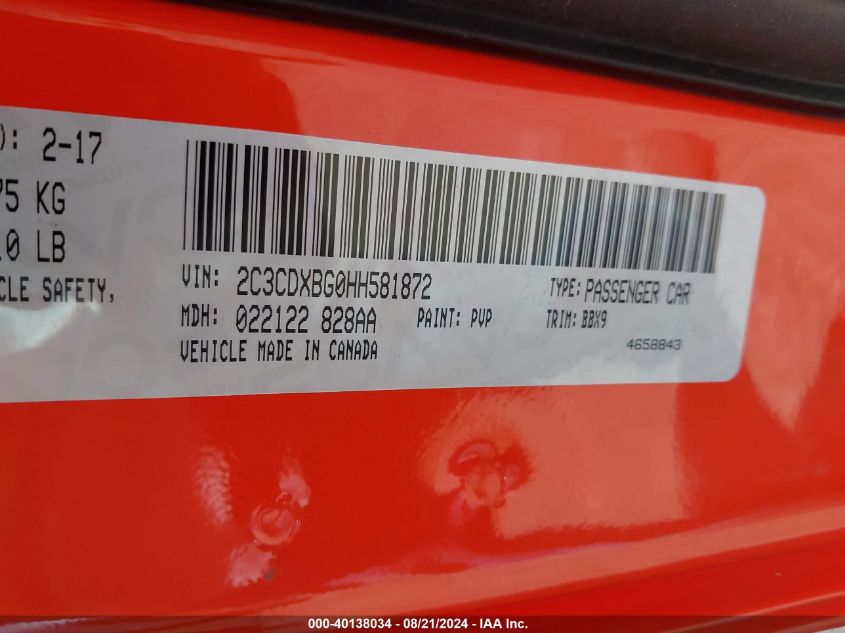 ): 2-17
75 KG
10 LB
CLE SAFETY,
VIN: 2C3CDXBG0HH581872 TYPE: PASSENGER CAR
MDH: 022122 828AA PAINT: PVP TRIM: BBX9
VEHICLE MADE IN CANADA 4658843
000-40138034 - 08/21/2024 - IAA Inc.